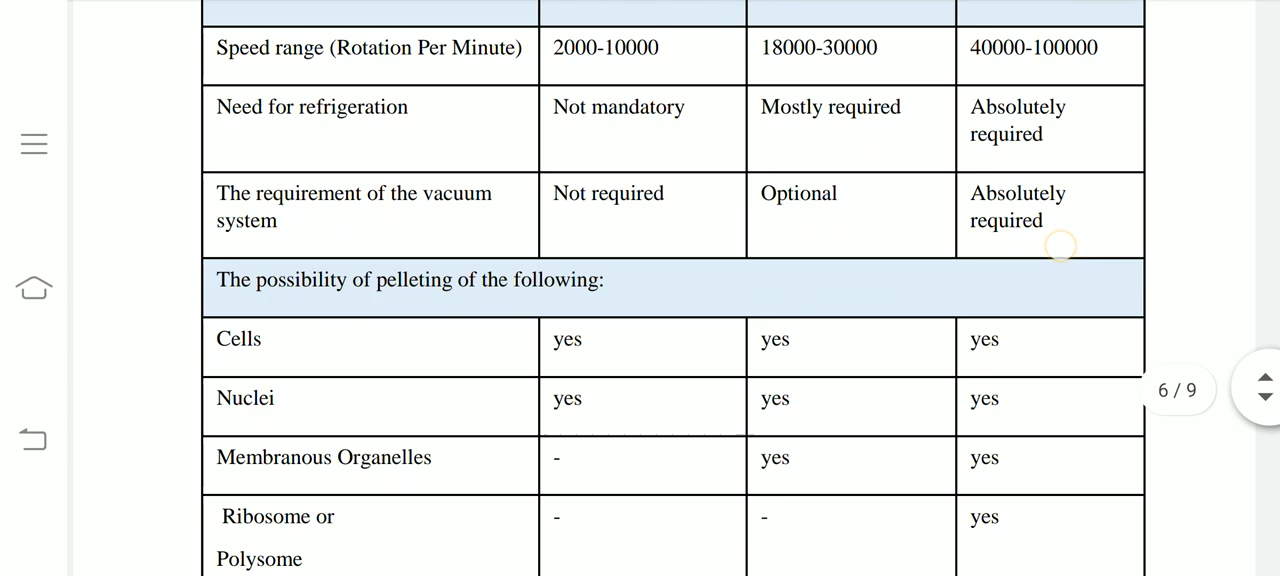 Speed range (Rotation Per Minute) 2000-10000 18000-30000 40000-100000
Need for refrigeration Not mandatory Mostly required Absolutely
required
The requirement of the vacuum Not required Optional Absolutely
system required
The possibility of pelleting of the following:
Cells yes yes yes
Nuclei yes yes yes
6 / 9
Membranous Organelles - yes yes
Ribosome or - - yes
Polysome